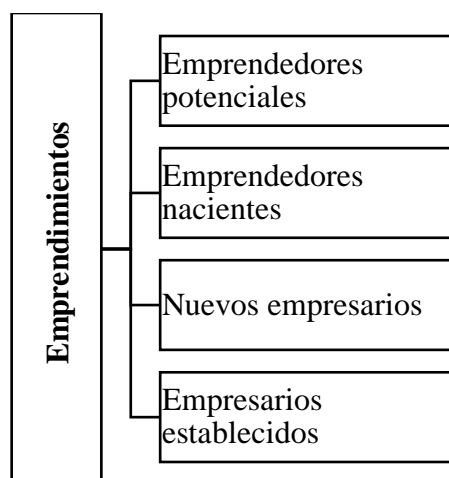 Emprendimientos
Emprendedores
potenciales
Emprendedores
nacientes
Nuevos empresarios
Empresarios
establecidos